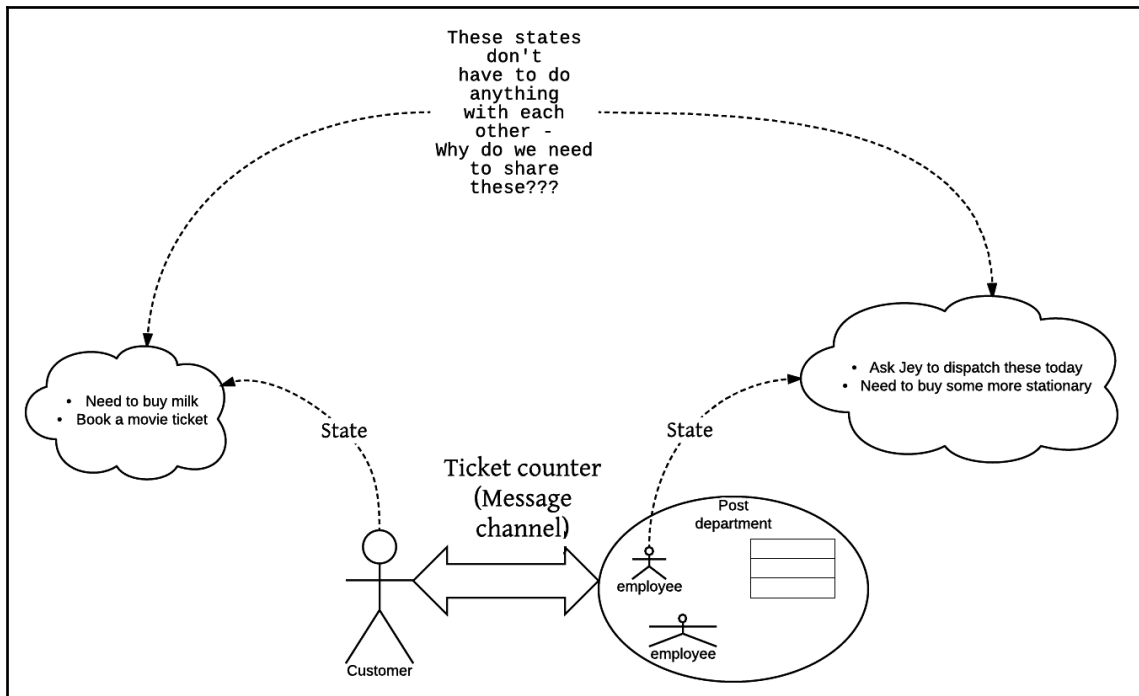 These states
don't
have to do
anything
with each
other -
Why do we need
to share
these???
• Need to buy milk
• Book a movie ticket
• Ask Jey to dispatch these today
• Need to buy some more stationary
State
State
Ticket counter
(Message
channel)
Post
department
employee
employee
Customer